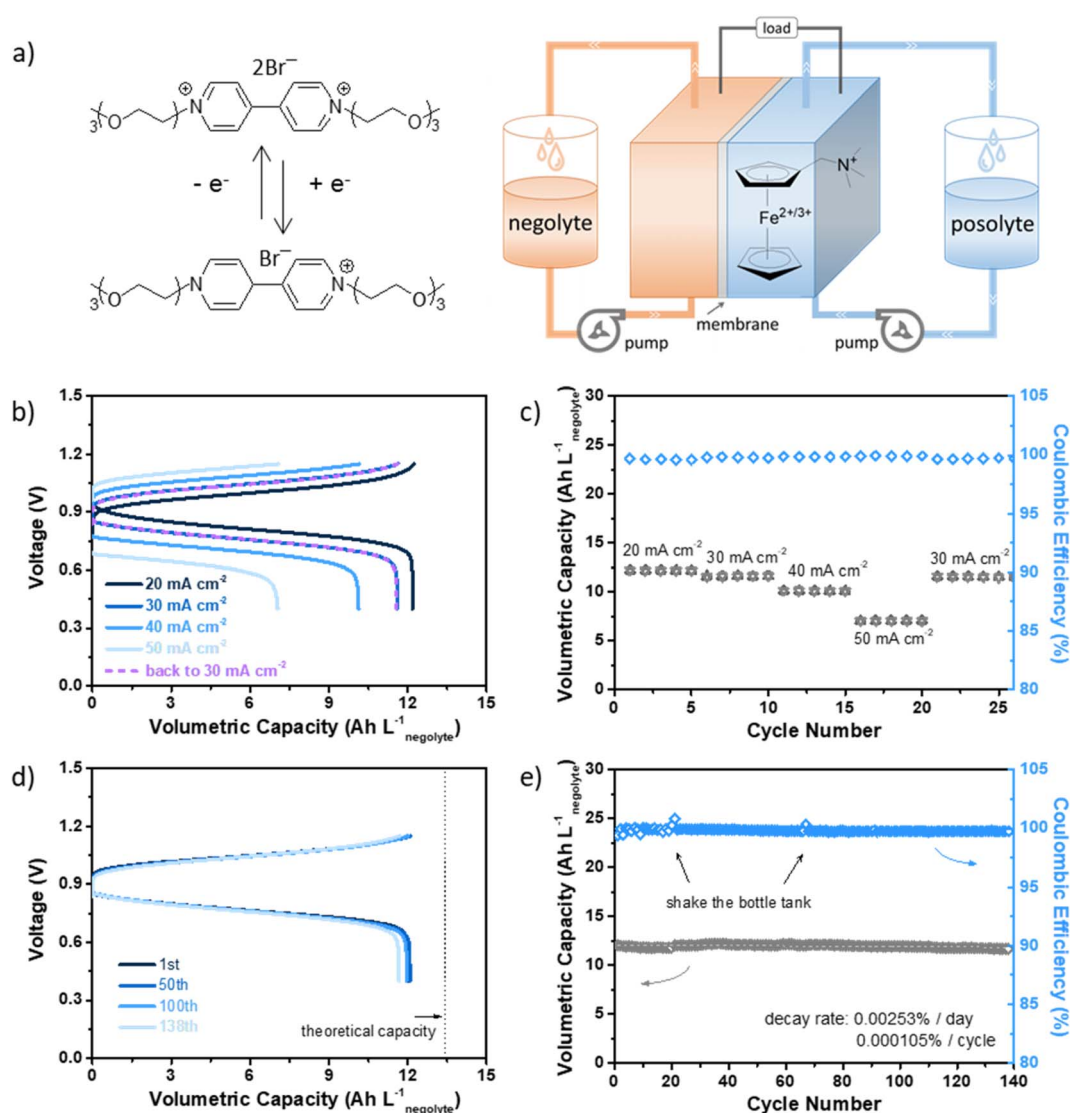 a)
2Br⁻
⊕ ⊕
3 O N N O 3
- e⁻ + e⁻
Br⁻
⊕
3 O N N O 3
load
negolyte
N⁺
Fe²⁺/³⁺
posolyte
membrane
pump
pump
b)
Voltage (V)
1.5
1.2
0.9
0.6
0.3
0.0
20 mA cm⁻²
30 mA cm⁻²
40 mA cm⁻²
50 mA cm⁻²
back to 30 mA cm⁻²
0 3 6 9 12 15
Volumetric Capacity (Ah L⁻¹negolyte)
c)
Volumetric Capacity (Ah L⁻¹negolyte)
30
25
20
15
10
5
0
20 mA cm⁻²
30 mA cm⁻²
40 mA cm⁻²
50 mA cm⁻²
30 mA cm⁻²
100
95
90
85
80
Coulombic Efficiency (%)
0 5 10 15 20 25
Cycle Number
d)
Voltage (V)
1.5
1.2
0.9
0.6
0.3
0.0
1st
50th
100th
138th
theoretical capacity
0 3 6 9 12 15
Volumetric Capacity (Ah L⁻¹negolyte)
e)
Volumetric Capacity (Ah L⁻¹negolyte)
30
25
20
15
10
5
0
shake the bottle tank
decay rate: 0.00253% / day
0.000105% / cycle
105
100
95
90
85
80
Coulombic Efficiency (%)
0 20 40 60 80 100 120 140
Cycle Number